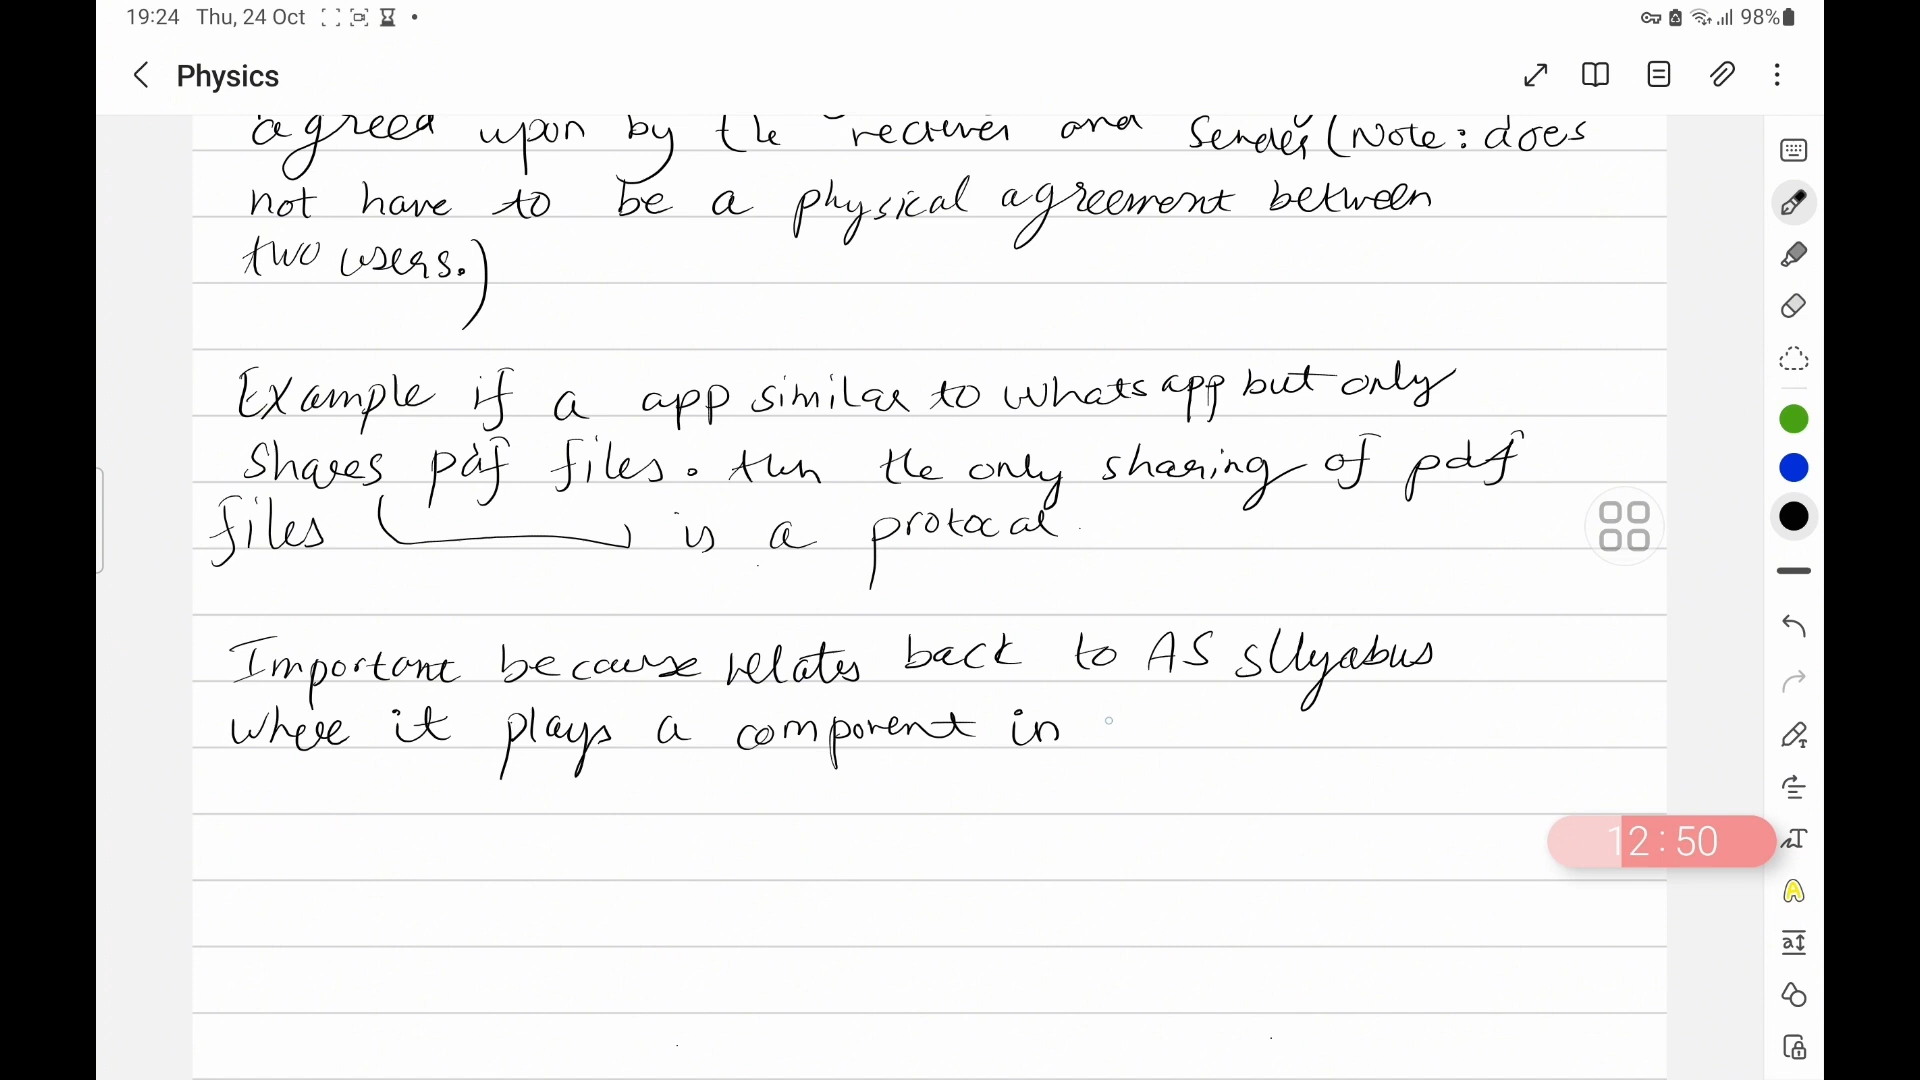 19:24 Thu, 24 Oct
98%
Physics
agreed upon by the reciever and Sender (Note: does
not have to be a physical agreement between
two users.)
Example if a app similar to whatsapp but only
Shares pdf files. then the only sharing of pdf
files is a protocal.
Important because relates back to AS sllyabus
where it plays a component in
12:50